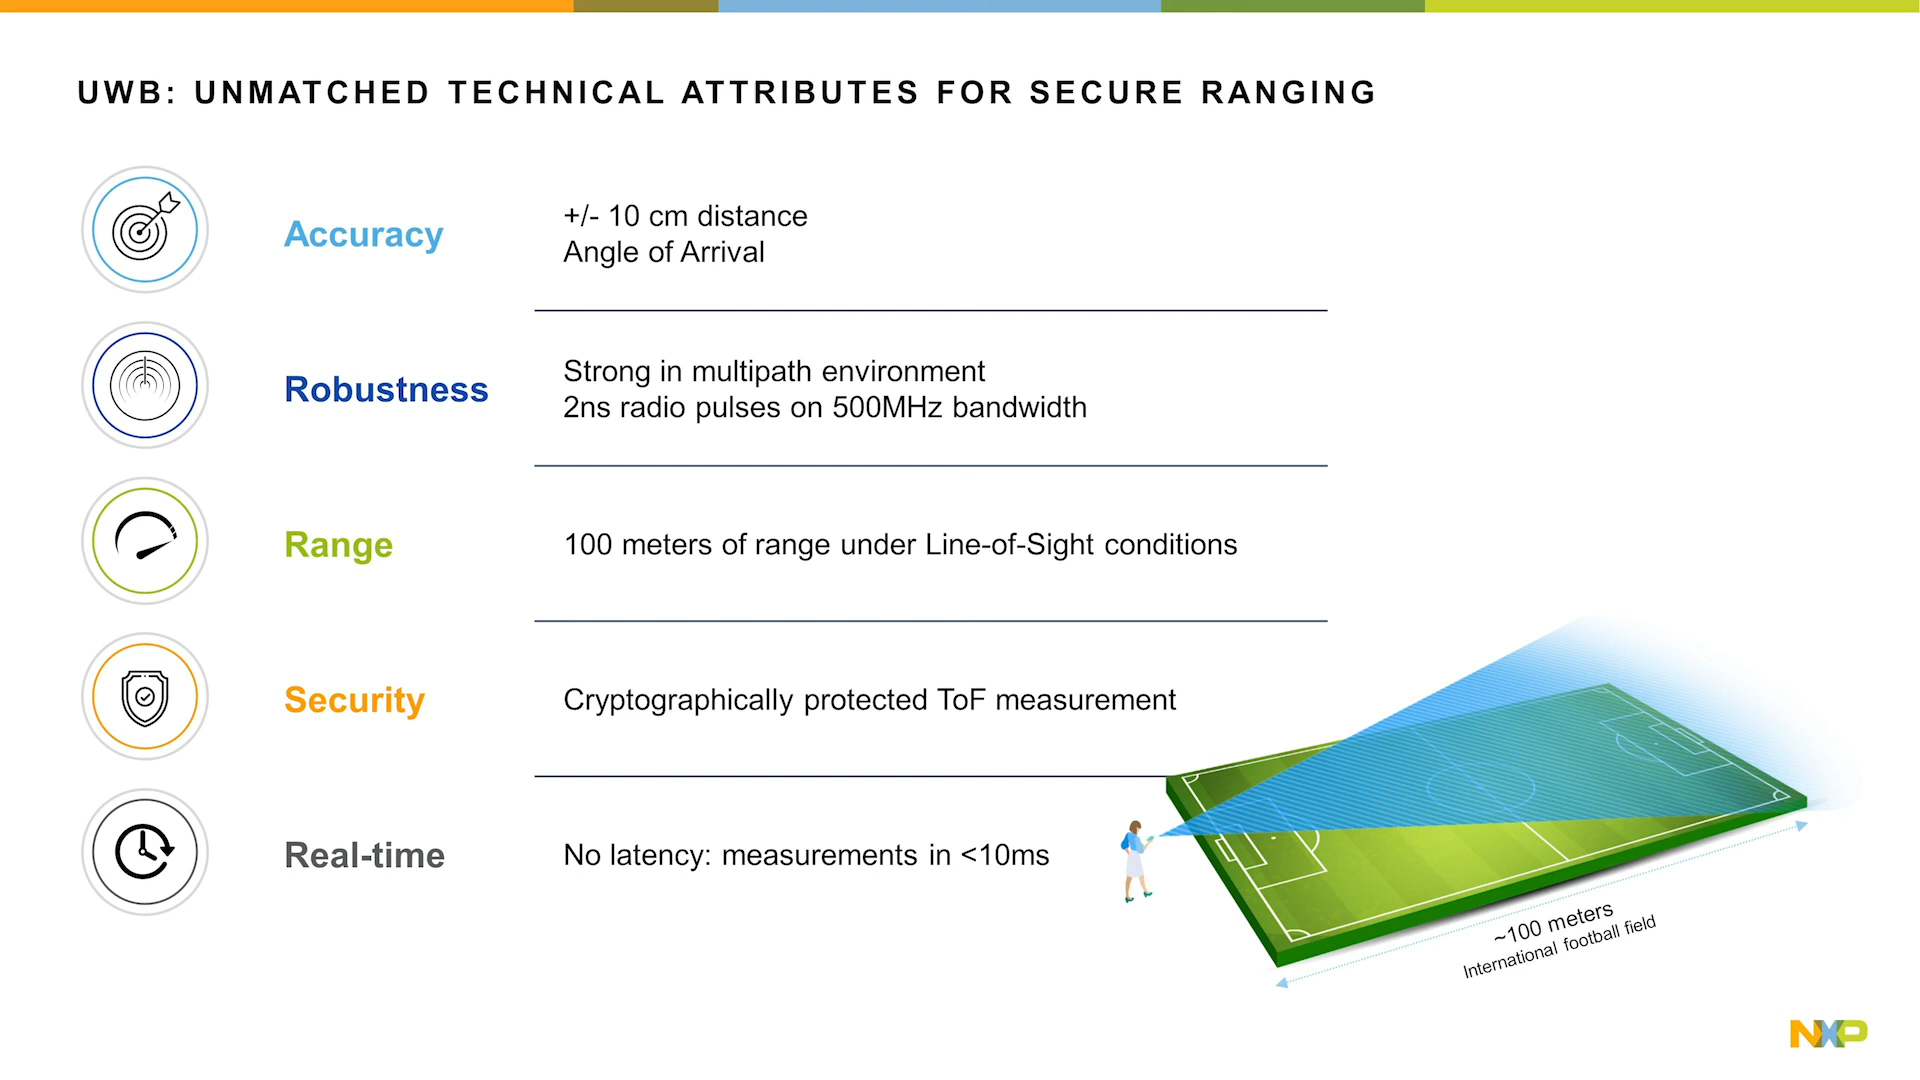 UWB: UNMATCHED TECHNICAL ATTRIBUTES FOR SECURE RANGING
Accuracy
+/- 10 cm distance
Angle of Arrival
Robustness
Strong in multipath environment
2ns radio pulses on 500MHz bandwidth
Range
100 meters of range under Line-of-Sight conditions
Security
Cryptographically protected ToF measurement
Real-time
No latency: measurements in <10ms
~100 meters
International football field
NXP